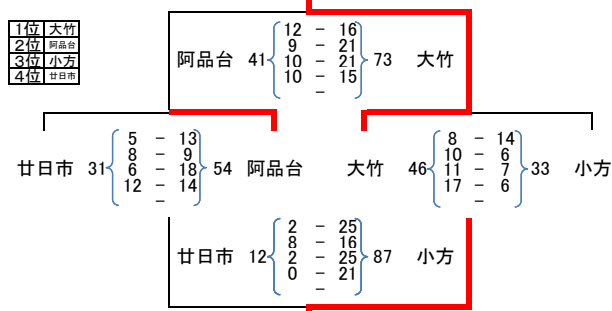 1位 大竹
2位 阿品台
3位 小方
4位 廿日市
阿品台 41 73 大竹
12 - 16
9 - 21
10 - 21
10 - 15
-
廿日市 31 54 阿品台
5 - 13
8 - 9
6 - 18
12 - 14
-
大竹 46 33 小方
8 - 14
10 - 6
11 - 7
17 - 6
-
廿日市 12 87 小方
2 - 25
8 - 16
2 - 25
0 - 21
-